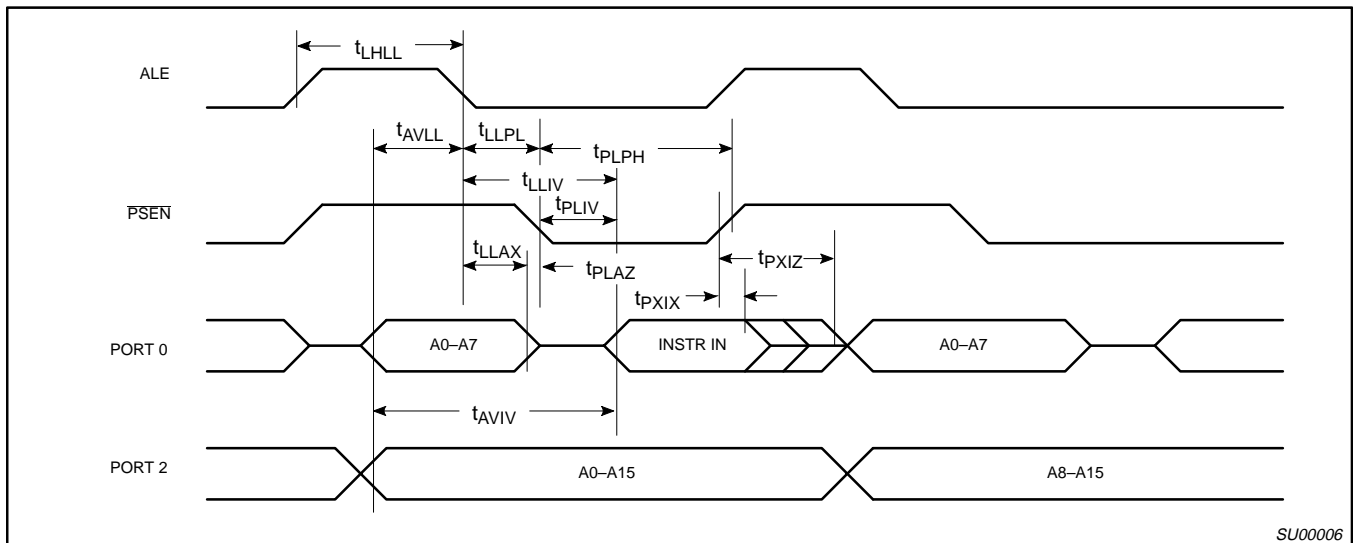 tLHLL
ALE
tAVLL
tLLPL
tPLPH
tLLIV
PSEN
tPLIV
tLLAX
tPLAZ
tPXIZ
tPXIX
PORT 0
A0–A7
INSTR IN
A0–A7
tAVIV
PORT 2
A0–A15
A8–A15
SU00006